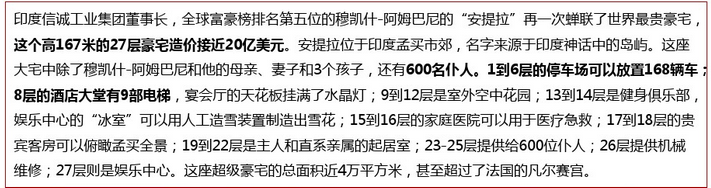 印度信诚工业集团董事长，全球富豪榜排名第五位的穆凯什-阿姆巴尼的“安提拉”再一次蝉联了世界最贵豪宅，
这个高167米的27层豪宅造价接近20亿美元。安提拉位于印度孟买市郊，名字来源于印度神话中的岛屿。这座
大宅中除了穆凯什-阿姆巴尼和他的母亲、妻子和3个孩子，还有600名仆人。1到6层的停车场可以放置168辆车；
8层的酒店大堂有9部电梯，宴会厅的天花板挂满了水晶灯；9到12层是室外空中花园；13到14层是健身俱乐部，
娱乐中心的“冰室”可以用人工造雪装置制造出雪花；15到16层的家庭医院可以用于医疗急救；17到18层的贵
宾客房可以俯瞰孟买全景；19到22层是主人和直系亲属的起居室；23-25层提供给600位仆人；26层提供机械
维修；27层则是娱乐中心。这座超级豪宅的总面积近4万平方米，甚至超过了法国的凡尔赛宫。